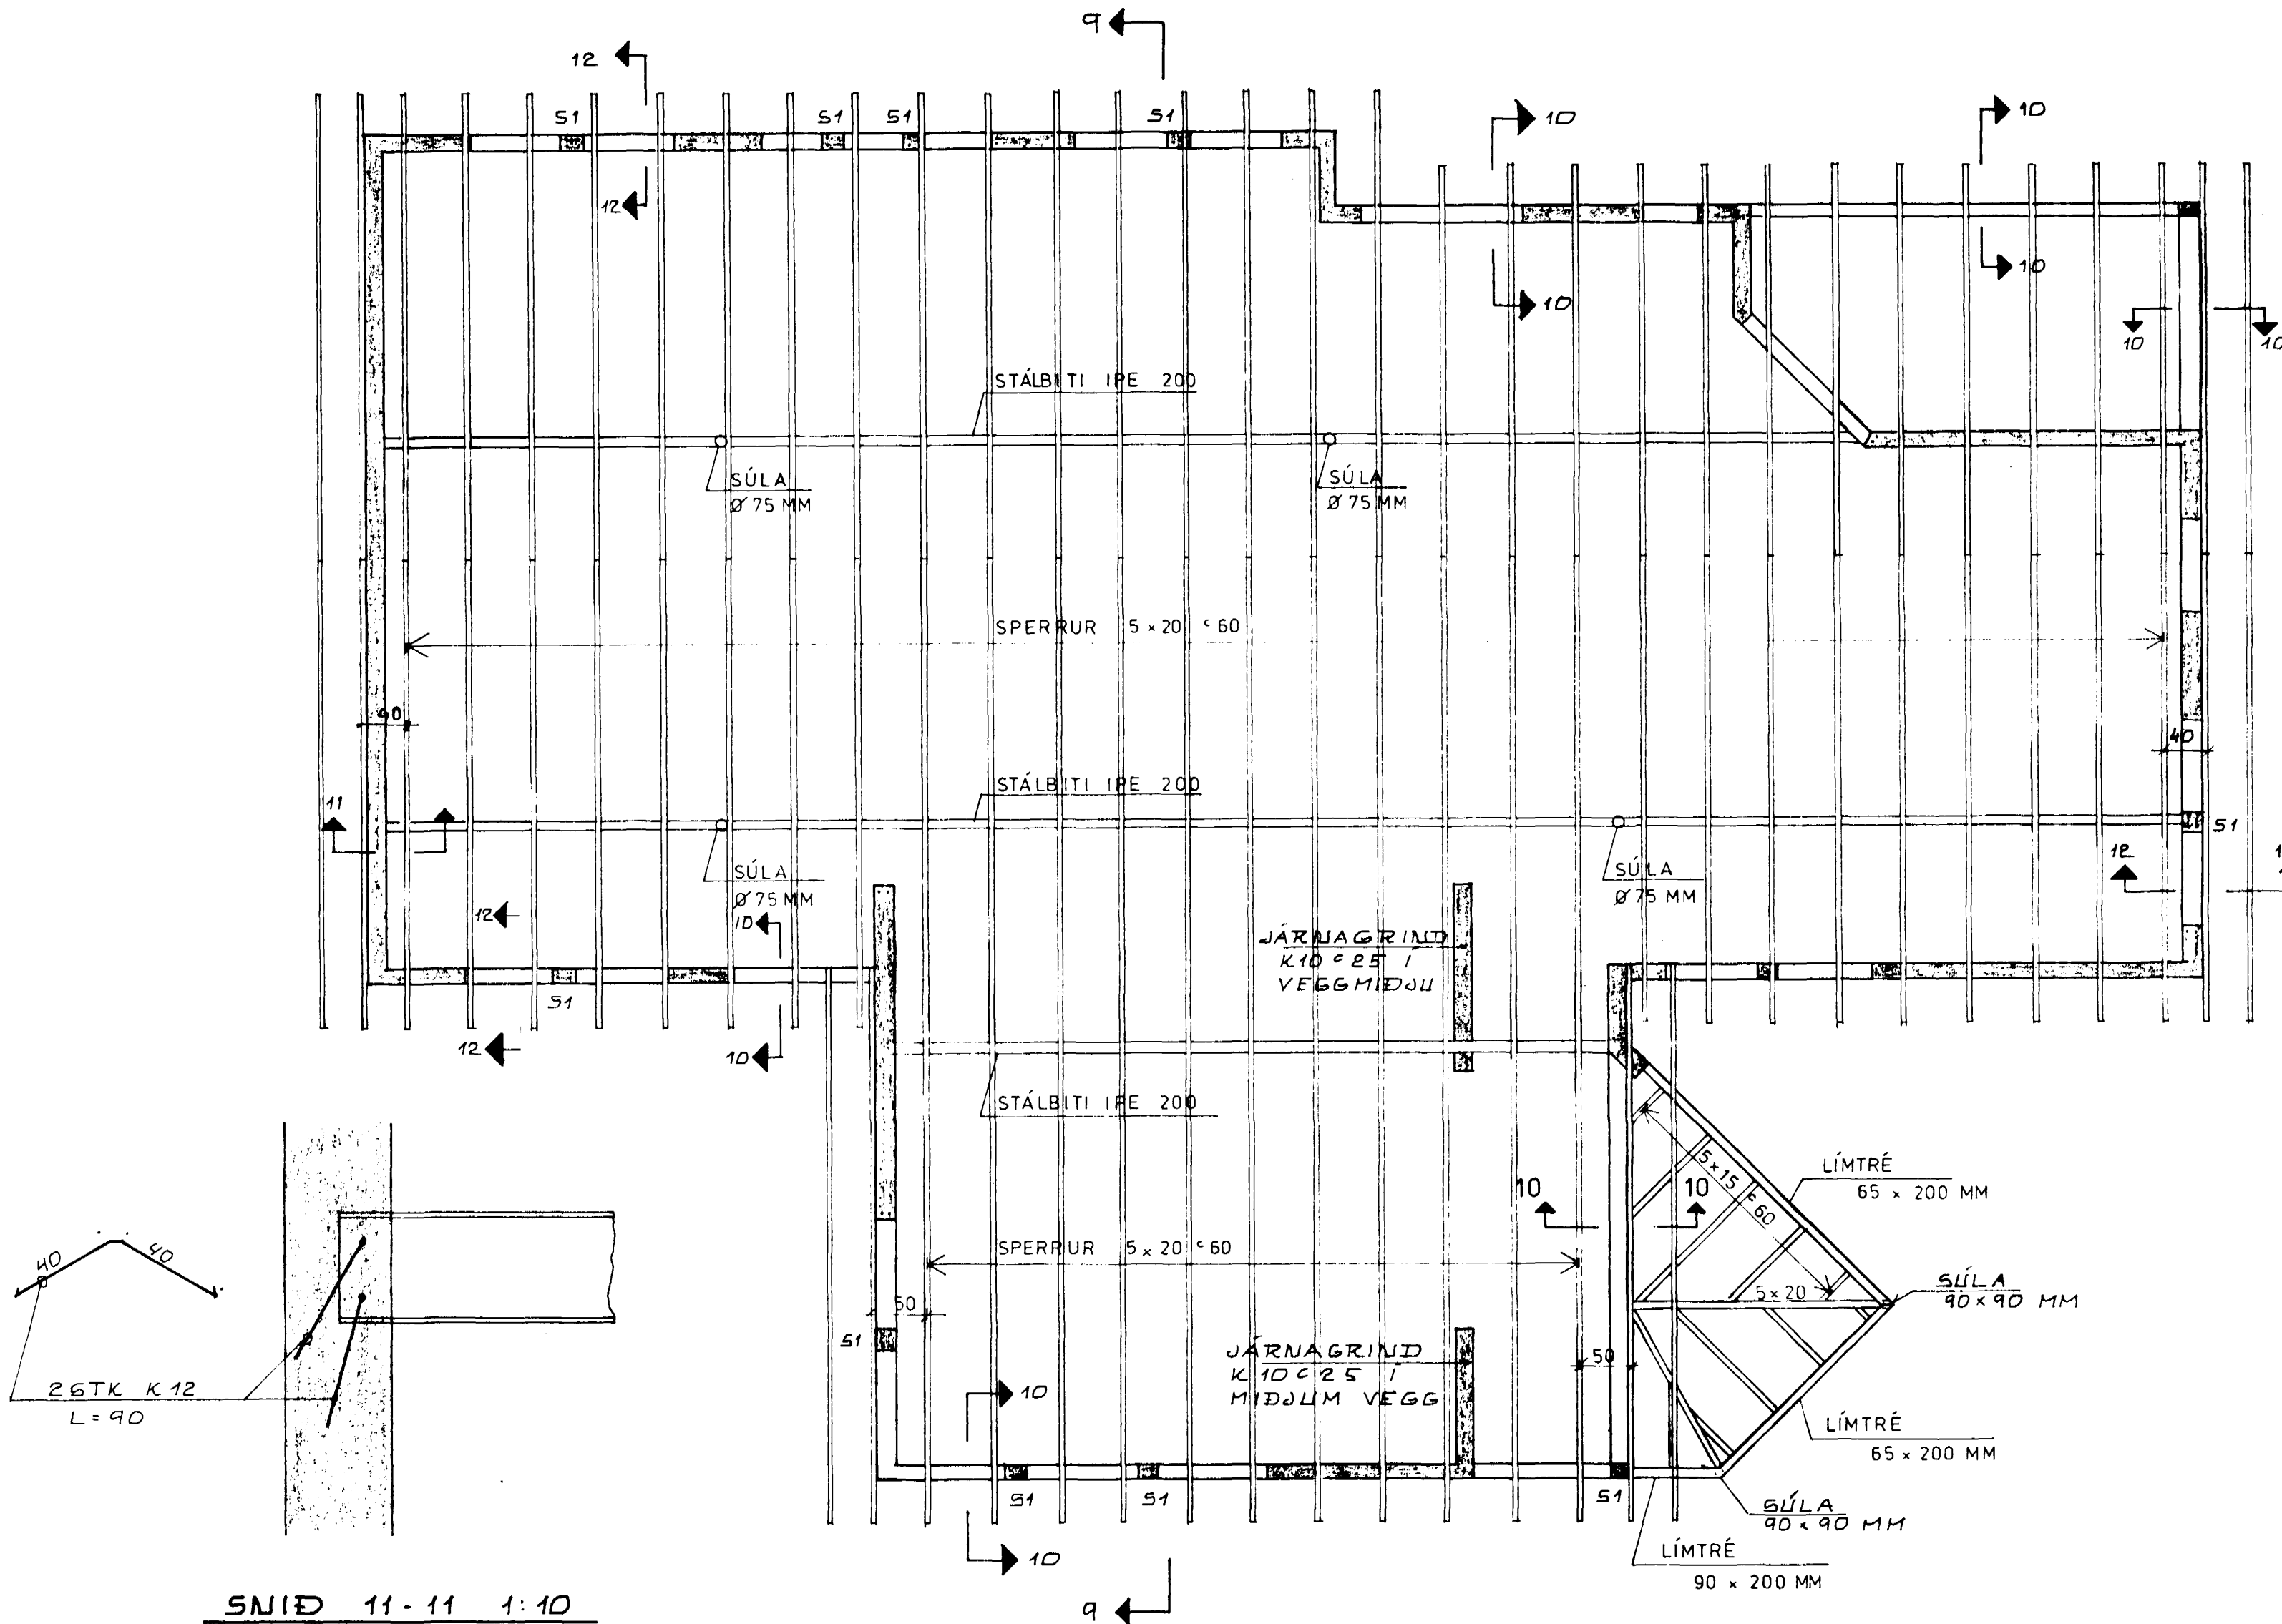 9
12
S1
S1
S1
S1
10
10
12
10
10
10
10
STÁLBITI IPE 200
SÚLA
Ø 75 MM
SÚLA
Ø 75 MM
SPERRUR 5 × 20 c 60
40
40
STÁLBITI IPE 200
11
S1
SÚLA
Ø 75 MM
SÚLA
Ø 75 MM
12
12
10
JÁRNAGRIND
K10 c 25 Í
VEGGMIÐJU
S1
12
10
STÁLBITI IPE 200
LÍMTRÉ
65 × 200 MM
5×15 c 60
10
10
40
40
SPERRUR 5 × 20 c 60
5×20
SÚLA
90 × 90 MM
50
S1
JÁRNAGRIND
K 10 c 25 Í
MIÐJUM VEGG
50
2 STK K 12
L = 90
10
LÍMTRÉ
65 × 200 MM
S1
S1
S1
SÚLA
90 × 90 MM
10
LÍMTRÉ
90 × 200 MM
SNIÐ 11-11 1:10
9